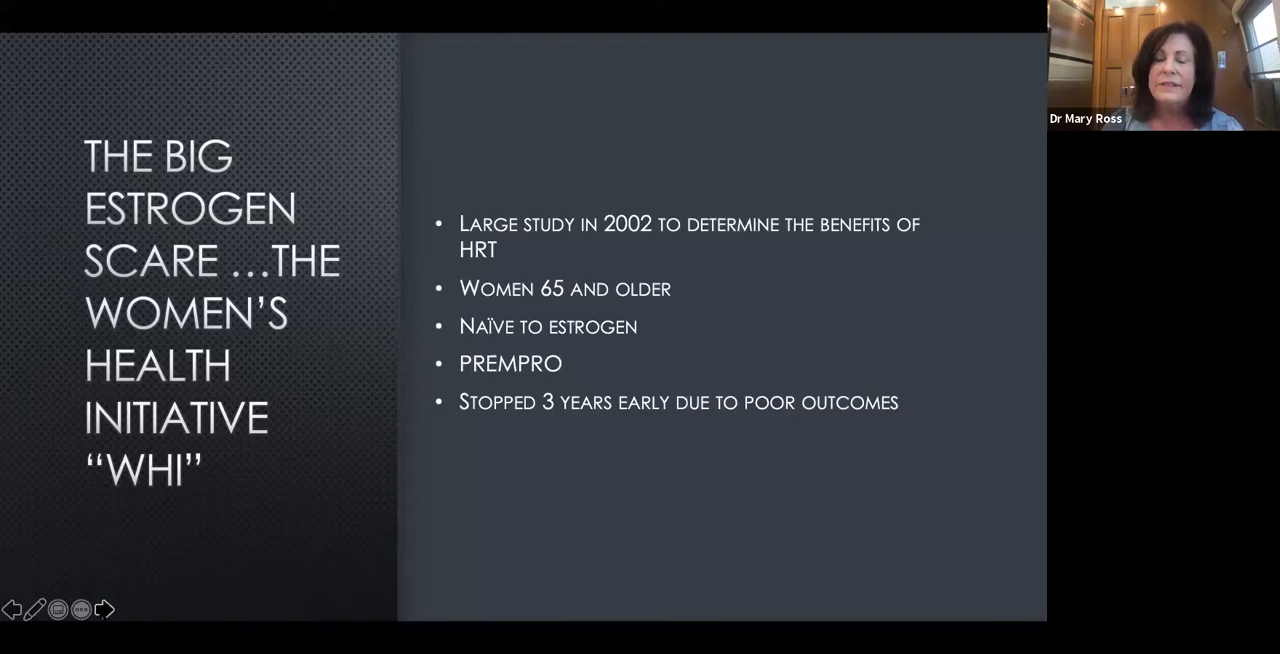 THE BIG
ESTROGEN
SCARE …THE
WOMEN’S
HEALTH
INITIATIVE
“WHI”
• LARGE STUDY IN 2002 TO DETERMINE THE BENEFITS OF
HRT
• WOMEN 65 AND OLDER
• NAÏVE TO ESTROGEN
• PREMPRO
• STOPPED 3 YEARS EARLY DUE TO POOR OUTCOMES
Dr Mary Ross